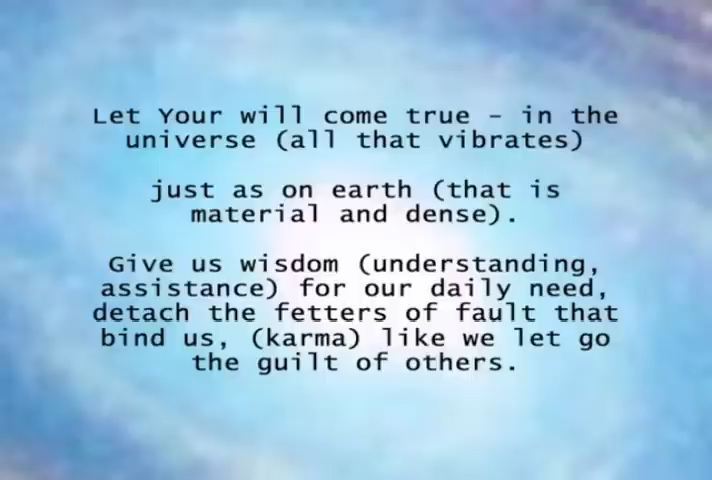 Let Your will come true - in the
universe (all that vibrates)
just as on earth (that is
material and dense).
Give us wisdom (understanding,
assistance) for our daily need,
detach the fetters of fault that
bind us, (karma) like we let go
the guilt of others.